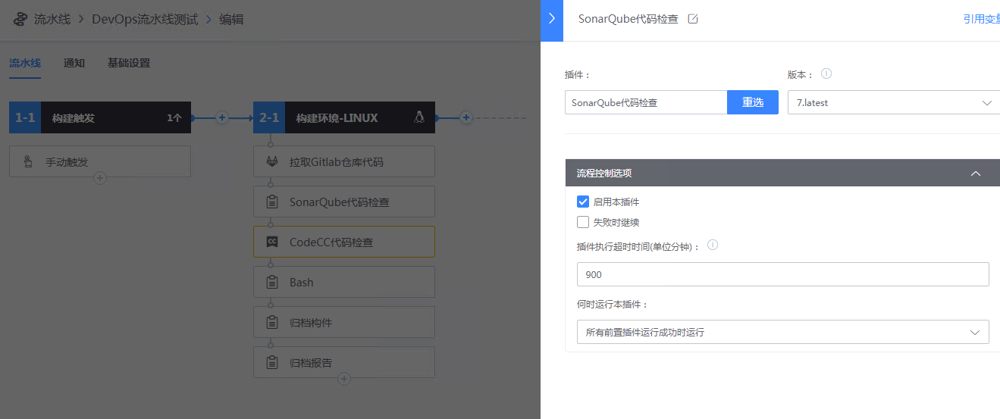 流水线 > DevOps流水线测试 > 编辑
流水线 通知 基础设置
1-1 构建触发 1个
手动触发
2-1 构建环境-LINUX
拉取Gitlab仓库代码
SonarQube代码检查
CodeCC代码检查
Bash
归档构件
归档报告
SonarQube代码检查
引用变
插件：
SonarQube代码检查 重选
版本：
7.latest
流程控制选项
启用本插件
失败时继续
插件执行超时时间(单位分钟)：
900
何时运行本插件：
所有前置插件运行成功时运行